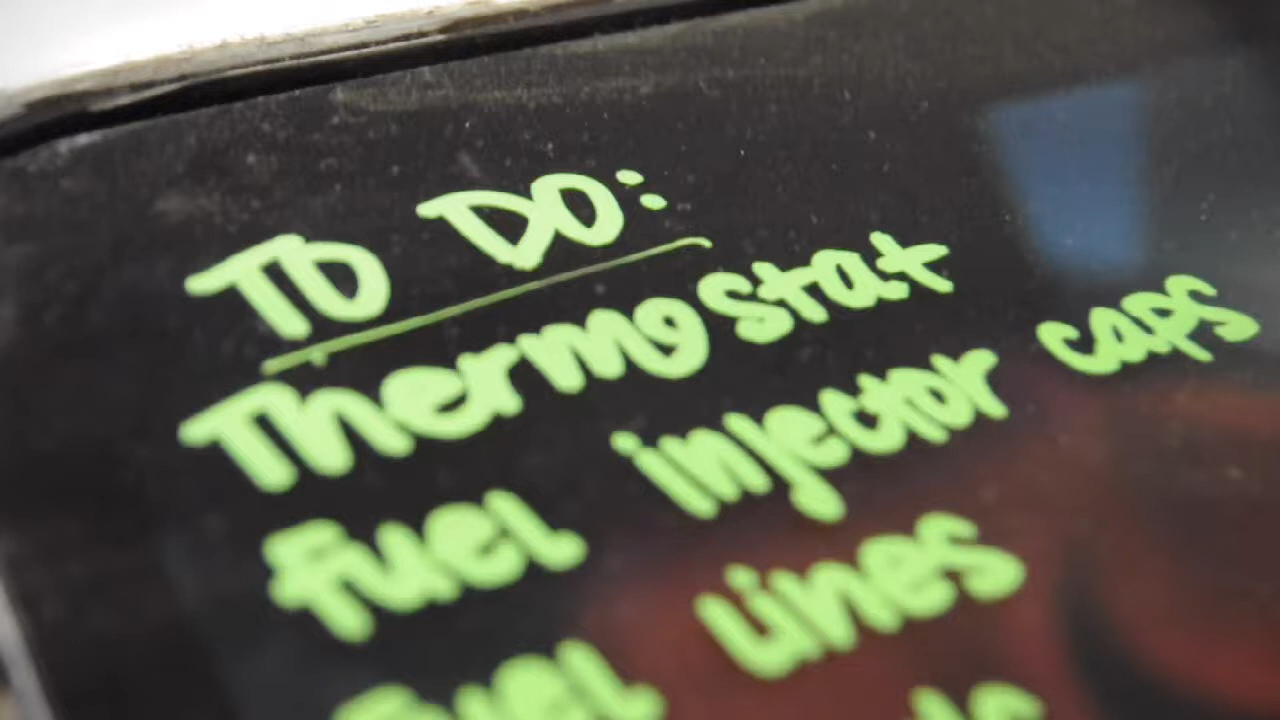 TO DO:
Thermostat
fuel injector caps
fuel lines